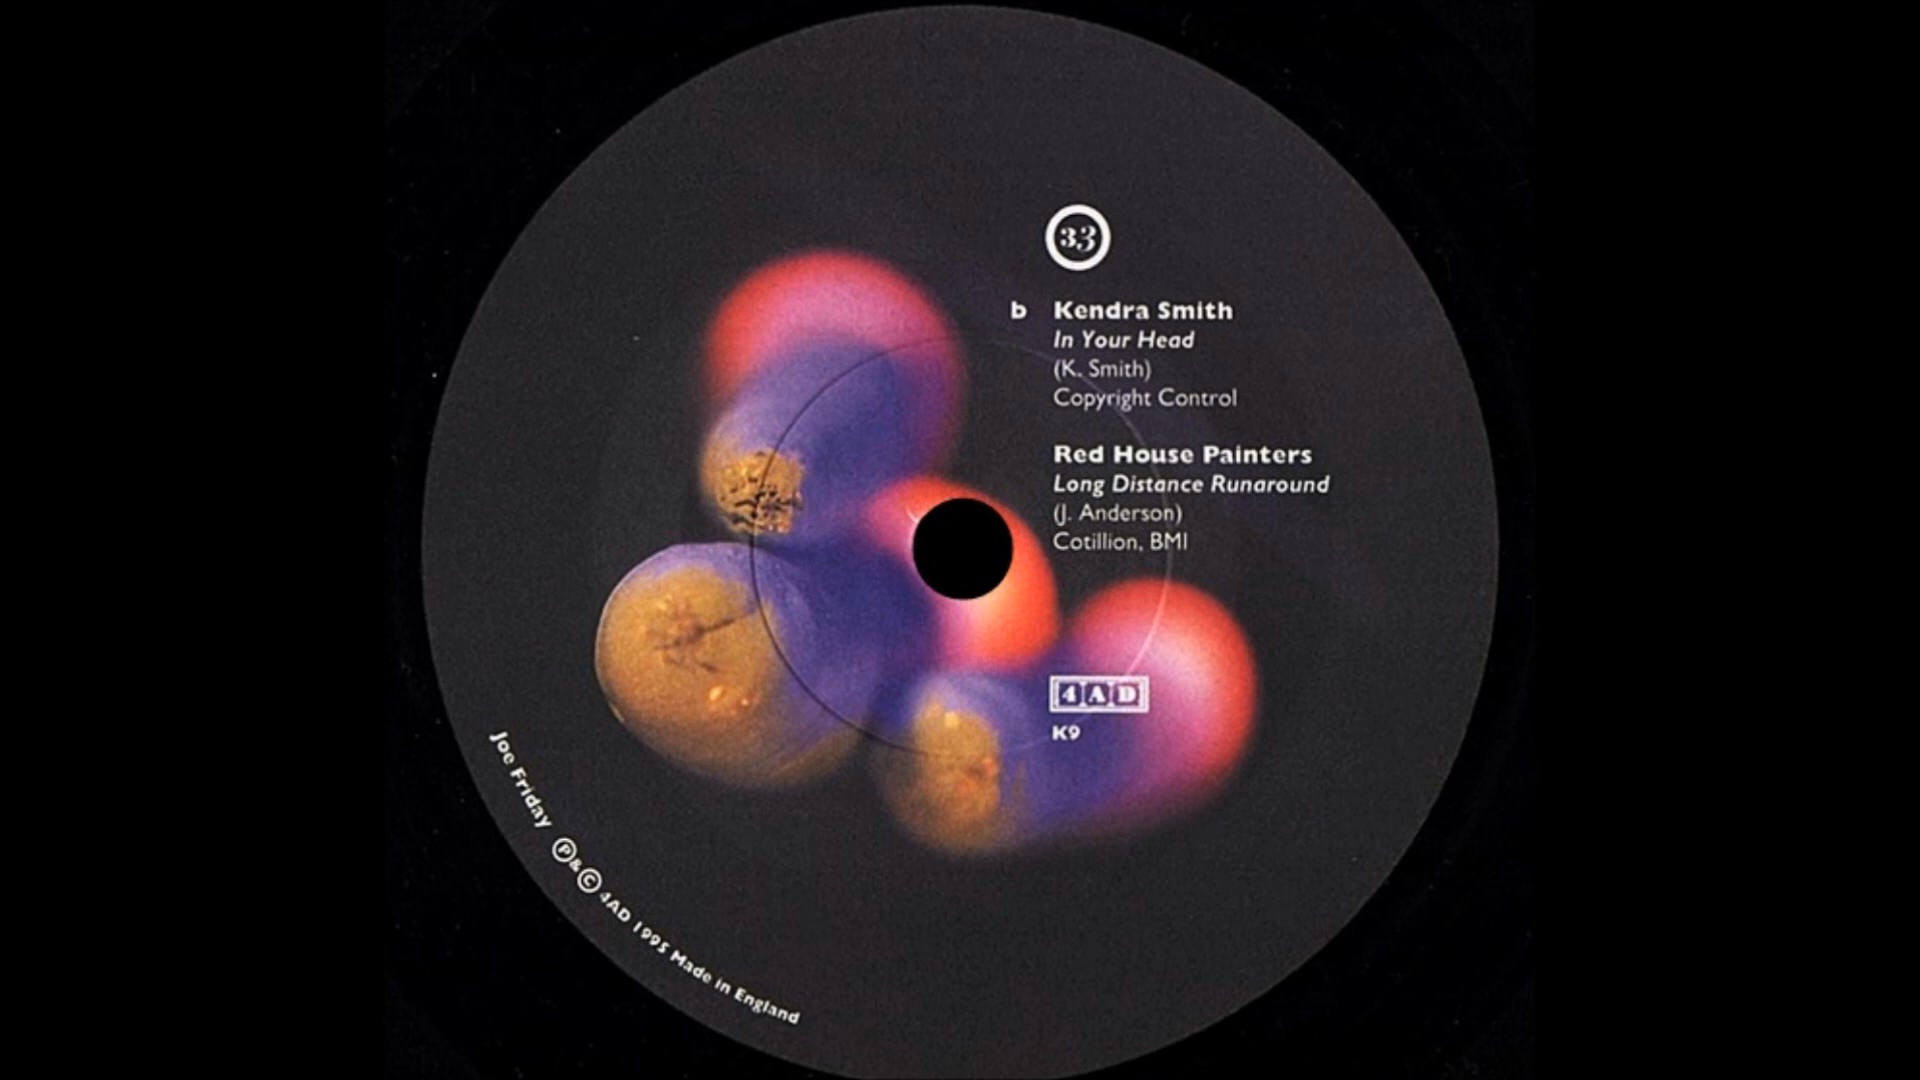 33
b Kendra Smith
In Your Head
(K. Smith)
Copyright Control
Red House Painters
Long Distance Runaround
(J. Anderson)
Cotillion, BMI
4AD
K9
Joe Friday Ⓟ&© 4AD 1995 Made in England